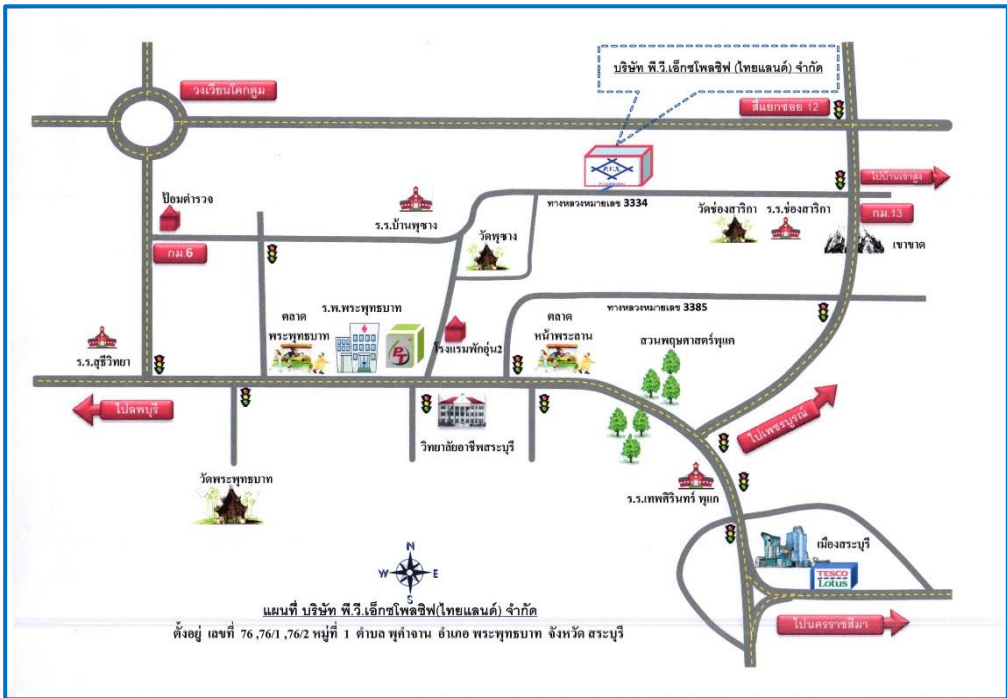 บริษัท พี.วี.เอ็กซโพลซิฟ (ไทยแลนด์) จำกัด
วงเวียนโคกตูม
สี่แยกซอย 12
P.V.X.
ไปบ้านเขาสูง
ป้อมตำรวจ
ทางหลวงหมายเลข 3334
วัดซ่องสาริกา
ร.ร.ซ่องสาริกา
กม.13
ร.ร.บ้านพุซาง
วัดพุซาง
เขาขาด
กม.6
ทางหลวงหมายเลข 3385
ร.พ.พระพุทธบาท
ตลาด
พระพุทธบาท
ตลาด
หน้าพระลาน
PT
โรงแรมพักอุ่น2
สวนพฤษศาสตร์พุแค
ร.ร.สุธีวิทยา
ไปลพบุรี
ไปเพชรบูรณ์
วิทยาลัยอาชีพสระบุรี
วัดพระพุทธบาท
ร.ร.เทพศิรินทร์ พุแก
เมืองสระบุรี
TESCO
Lotus
N
W E
S
แผนที่ บริษัท พี.วี.เอ็กซโพลซิฟ(ไทยแลนด์) จำกัด
ไปนครราชสีมา
ตั้งอยู่ เลขที่ 76 ,76/1 ,76/2 หมู่ที่ 1 ตำบล พุคำจาน อำเภอ พระพุทธบาท จังหวัด สระบุรี